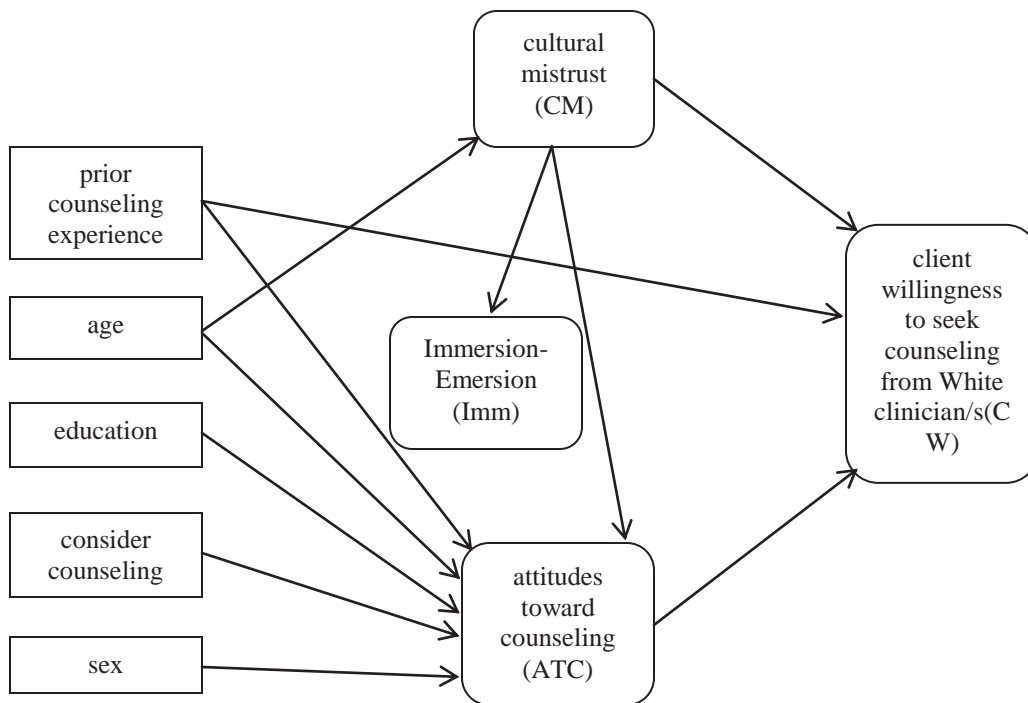 cultural
mistrust
(CM)
prior
counseling
experience
age
education
consider
counseling
sex
Immersion-
Emersion
(Imm)
attitudes
toward
counseling
(ATC)
client
willingness
to seek
counseling
from White
clinician/s(C
W)